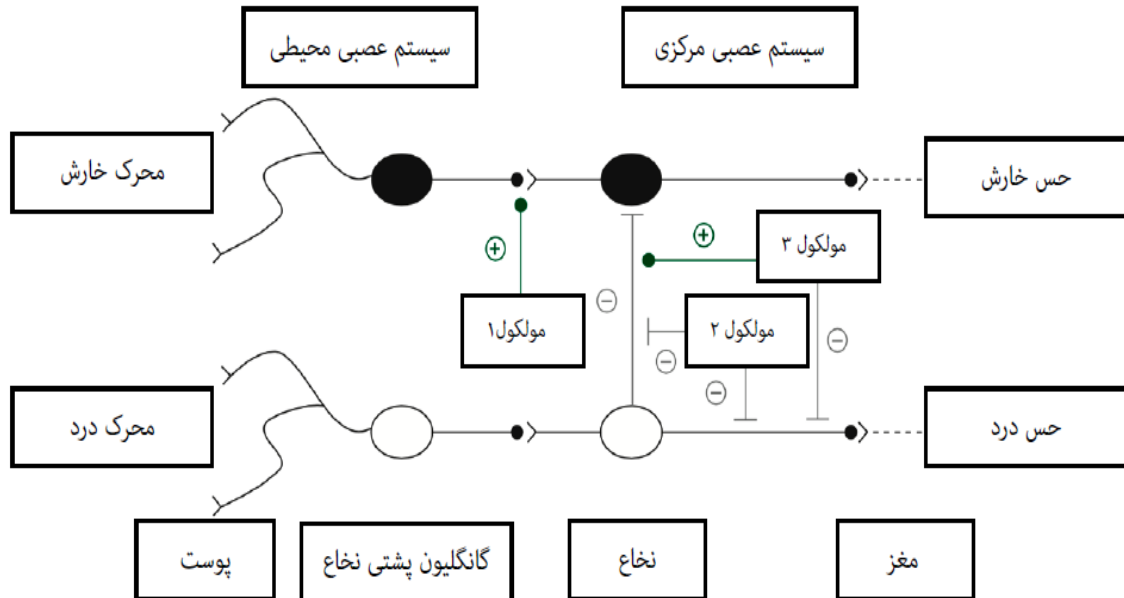 سیستم عصبی مرکزی
سیستم عصبی محیطی
محرک خارش
حس خارش
+
مولکول ۳
+
مولکول۱
−
مولکول ۲
−
−
−
محرک درد
حس درد
پوست
گانگلیون پشتی نخاع
نخاع
مغز